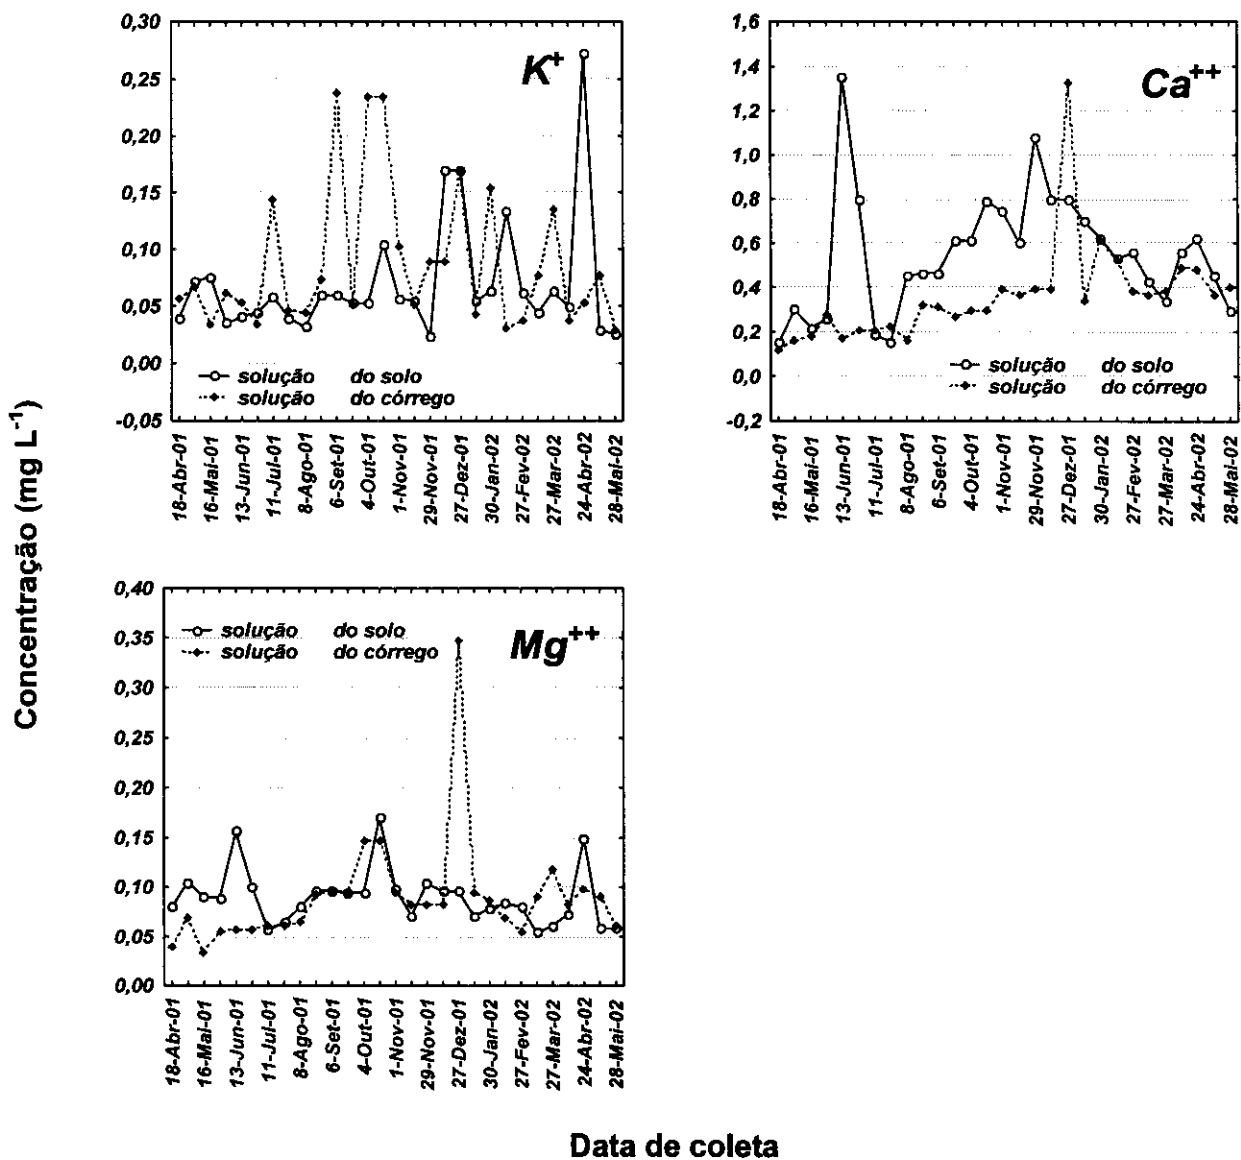 0,30
0,25
0,20
0,15
0,10
0,05
0,00
-0,05
K+
solução do solo
solução do córrego
18-Abr-01
16-Mai-01
13-Jun-01
11-Jul-01
8-Ago-01
6-Set-01
4-Out-01
1-Nov-01
29-Nov-01
27-Dez-01
30-Jan-02
27-Fev-02
27-Mar-02
24-Abr-02
28-Mai-02
1,6
1,4
1,2
1,0
0,8
0,6
0,4
0,2
0,0
-0,2
Ca++
solução do solo
solução do córrego
18-Abr-01
16-Mai-01
13-Jun-01
11-Jul-01
8-Ago-01
6-Set-01
4-Out-01
1-Nov-01
29-Nov-01
27-Dez-01
30-Jan-02
27-Fev-02
27-Mar-02
24-Abr-02
28-Mai-02
Concentração (mg L-1)
0,40
0,35
0,30
0,25
0,20
0,15
0,10
0,05
0,00
solução do solo
solução do córrego
Mg++
18-Abr-01
16-Mai-01
13-Jun-01
11-Jul-01
8-Ago-01
6-Set-01
4-Out-01
1-Nov-01
29-Nov-01
27-Dez-01
30-Jan-02
27-Fev-02
27-Mar-02
24-Abr-02
28-Mai-02
Data de coleta